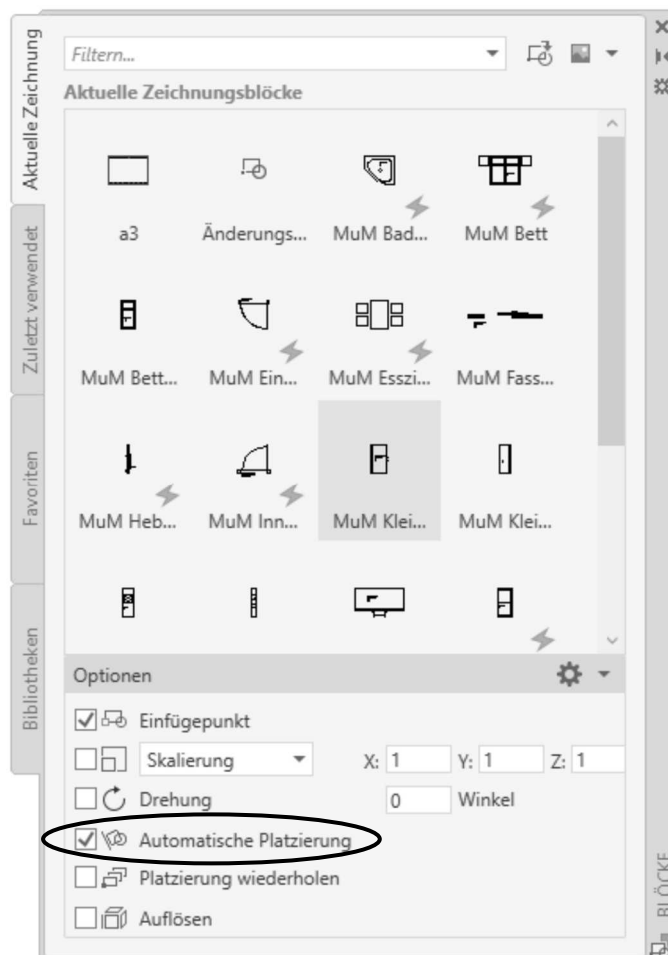 Aktuelle Zeichnung
Zuletzt verwendet
Favoriten
Bibliotheken
Filtern...
Aktuelle Zeichnungsblöcke
a3 Änderungs... MuM Bad... MuM Bett
MuM Bett... MuM Ein... MuM Esszi... MuM Fass...
MuM Heb... MuM Inn... MuM Klei... MuM Klei...
Optionen
Einfügepunkt
Skalierung X: 1 Y: 1 Z: 1
Drehung 0 Winkel
Automatische Platzierung
Platzierung wiederholen
Auflösen
BLÖCKE